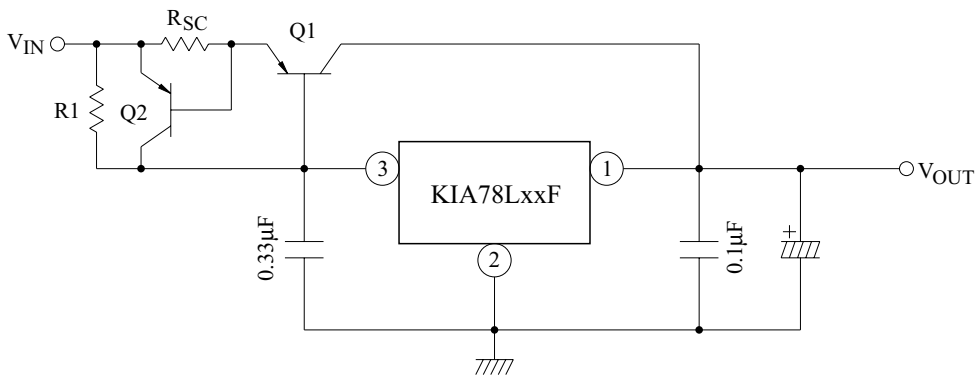 R_SC
Q1
V_IN
R1
Q2
3
KIA78LxxF
1
V_OUT
2
0.33μF
0.1μF
+